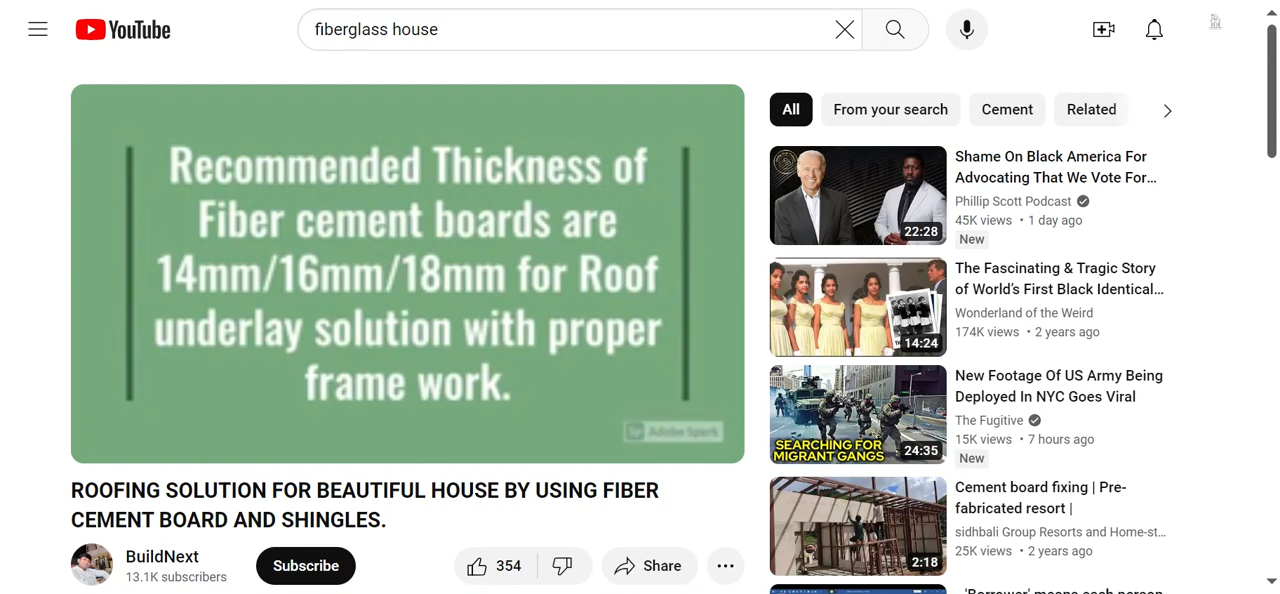 YouTube
fiberglass house
Recommended Thickness of
Fiber cement boards are
14mm/16mm/18mm for Roof
underlay solution with proper
frame work.
Adobe Spark
ROOFING SOLUTION FOR BEAUTIFUL HOUSE BY USING FIBER
CEMENT BOARD AND SHINGLES.
BuildNext
13.1K subscribers
Subscribe
354
Share
All
From your search
Cement
Related
22:28
Shame On Black America For
Advocating That We Vote For...
Phillip Scott Podcast
45K views • 1 day ago
New
14:24
The Fascinating & Tragic Story
of World's First Black Identical...
Wonderland of the Weird
174K views • 2 years ago
SEARCHING FOR
MIGRANT GANGS
24:35
New Footage Of US Army Being
Deployed In NYC Goes Viral
The Fugitive
15K views • 7 hours ago
New
2:18
Cement board fixing | Pre-
fabricated resort |
sidhbali Group Resorts and Home-st...
25K views • 2 years ago
'Borrower' means each person